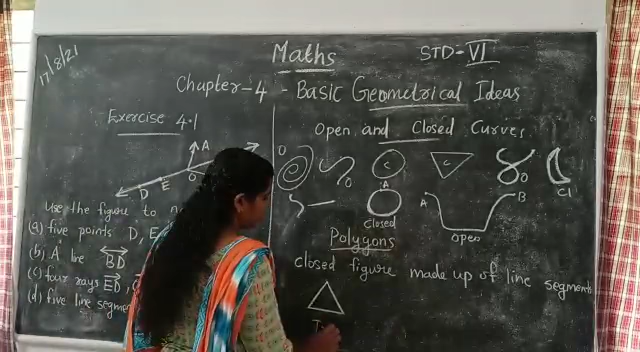 17/8/21
Maths
STD-VI
Chapter-4 - Basic Geometrical Ideas
Exercise 4.1
A
D E O
Use the figure to
(a) five points D, E
(b) A line BD
(c) four rays ED,
(d) five line segme
Open and Closed Curves
O
O
C
C
O
Cl
A
closed
A B
Open
Polygons
closed figure made up of line segments